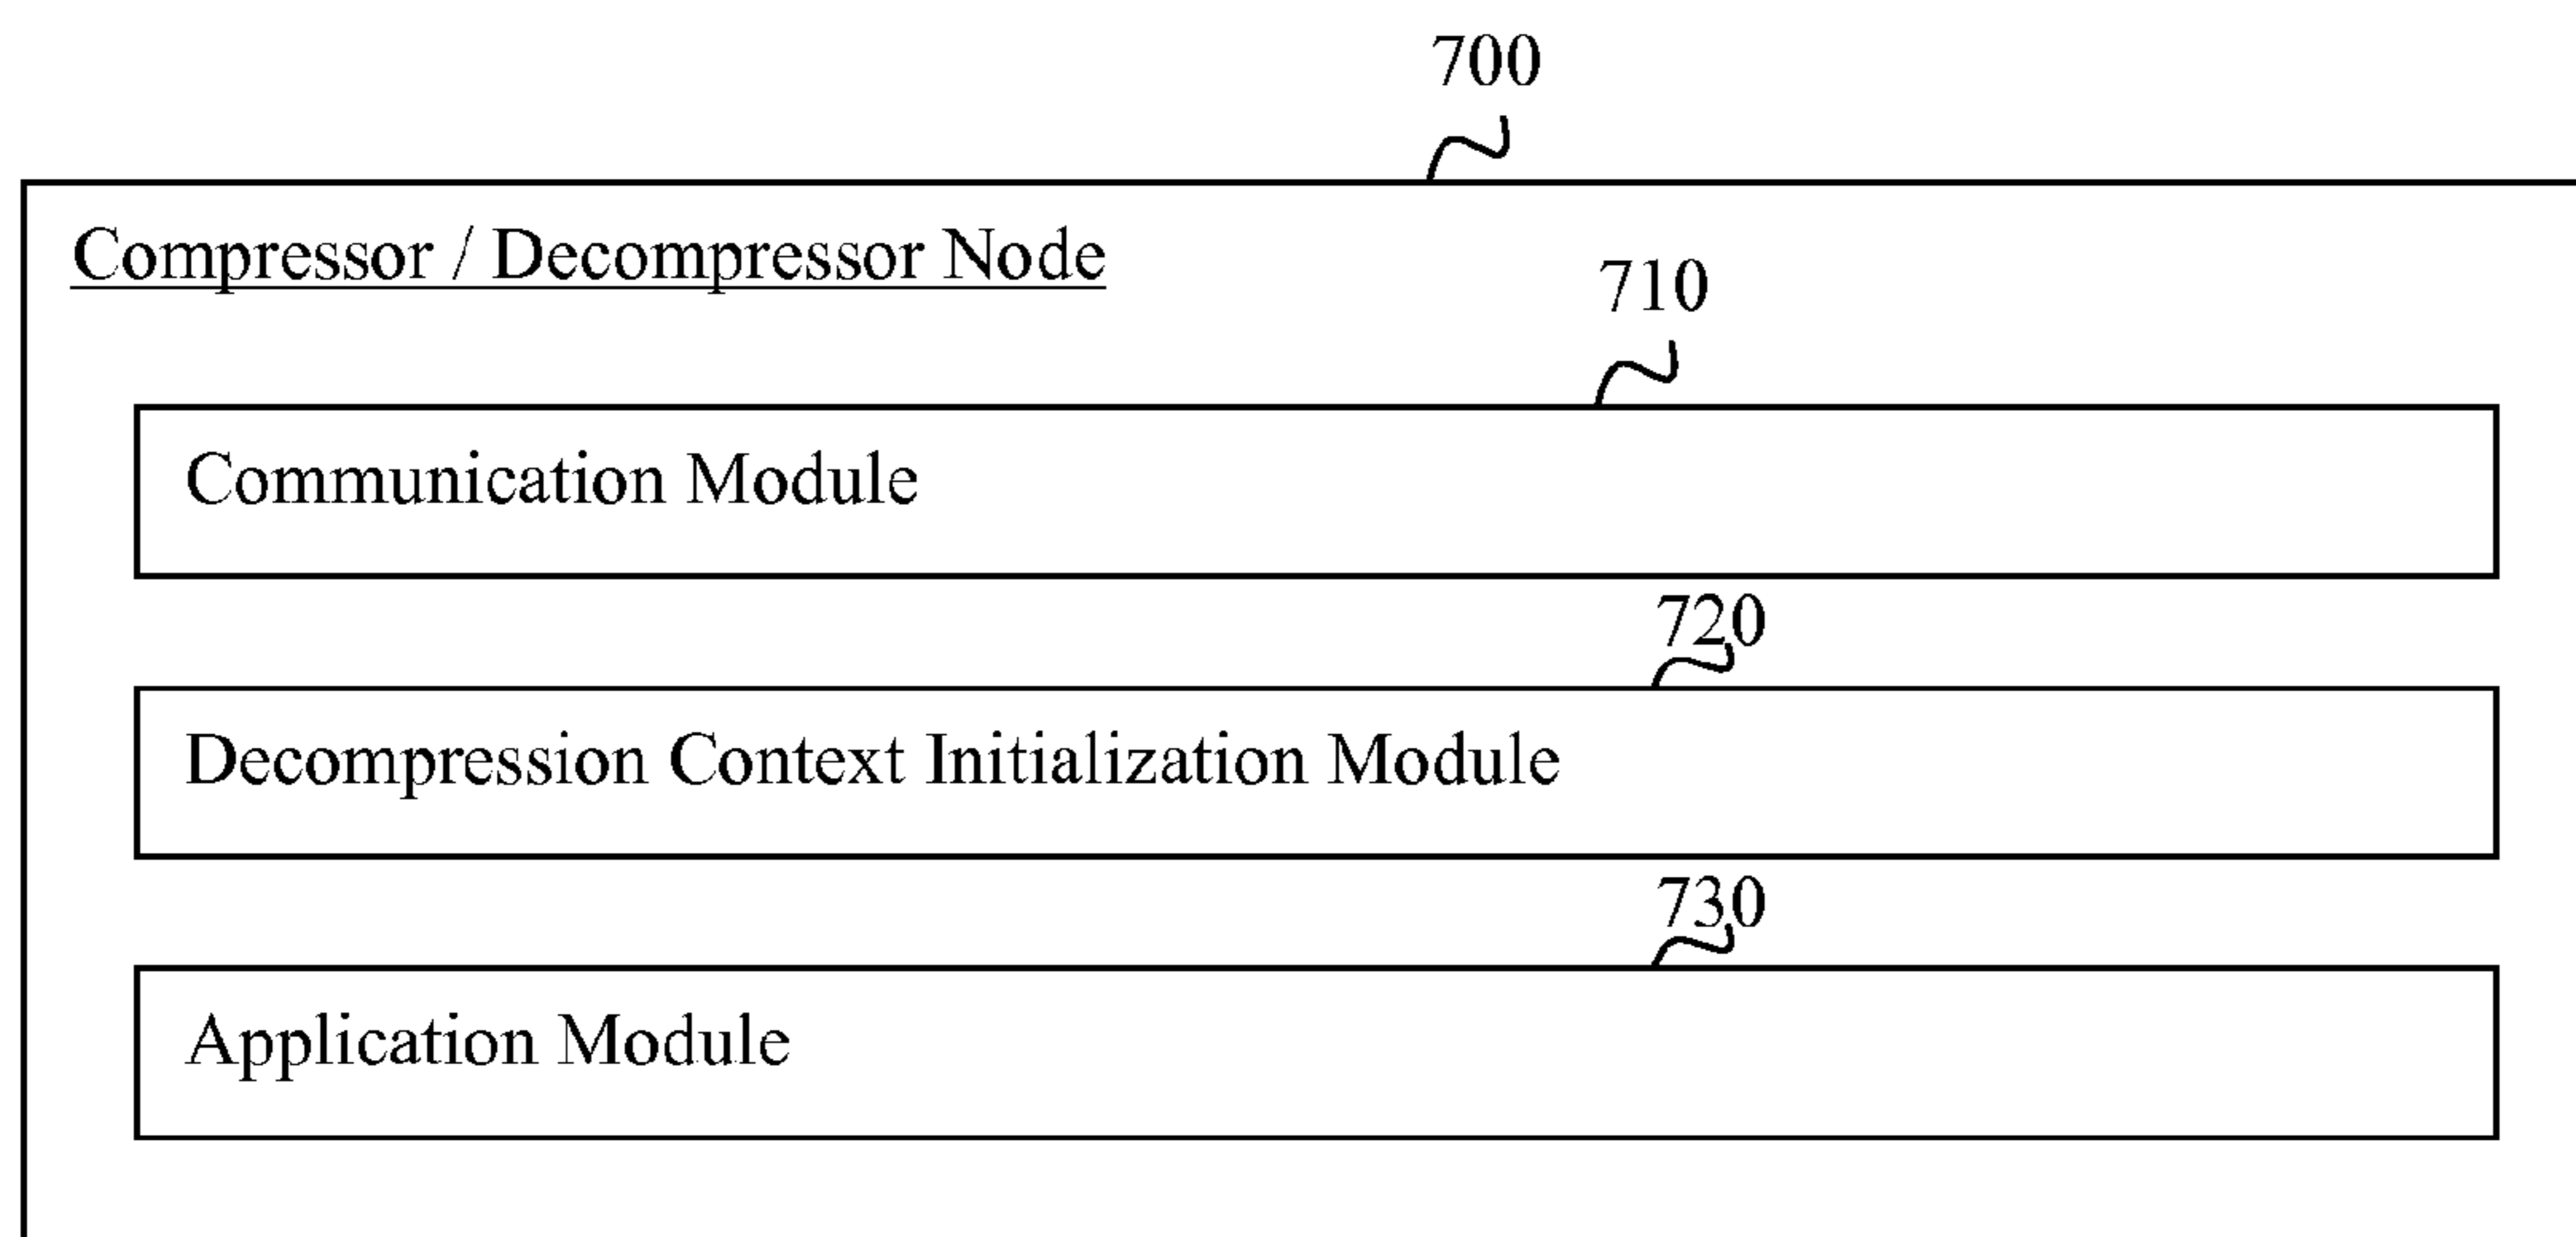 700
Compressor / Decompressor Node
710
Communication Module
720
Decompression Context Initialization Module
730
Application Module